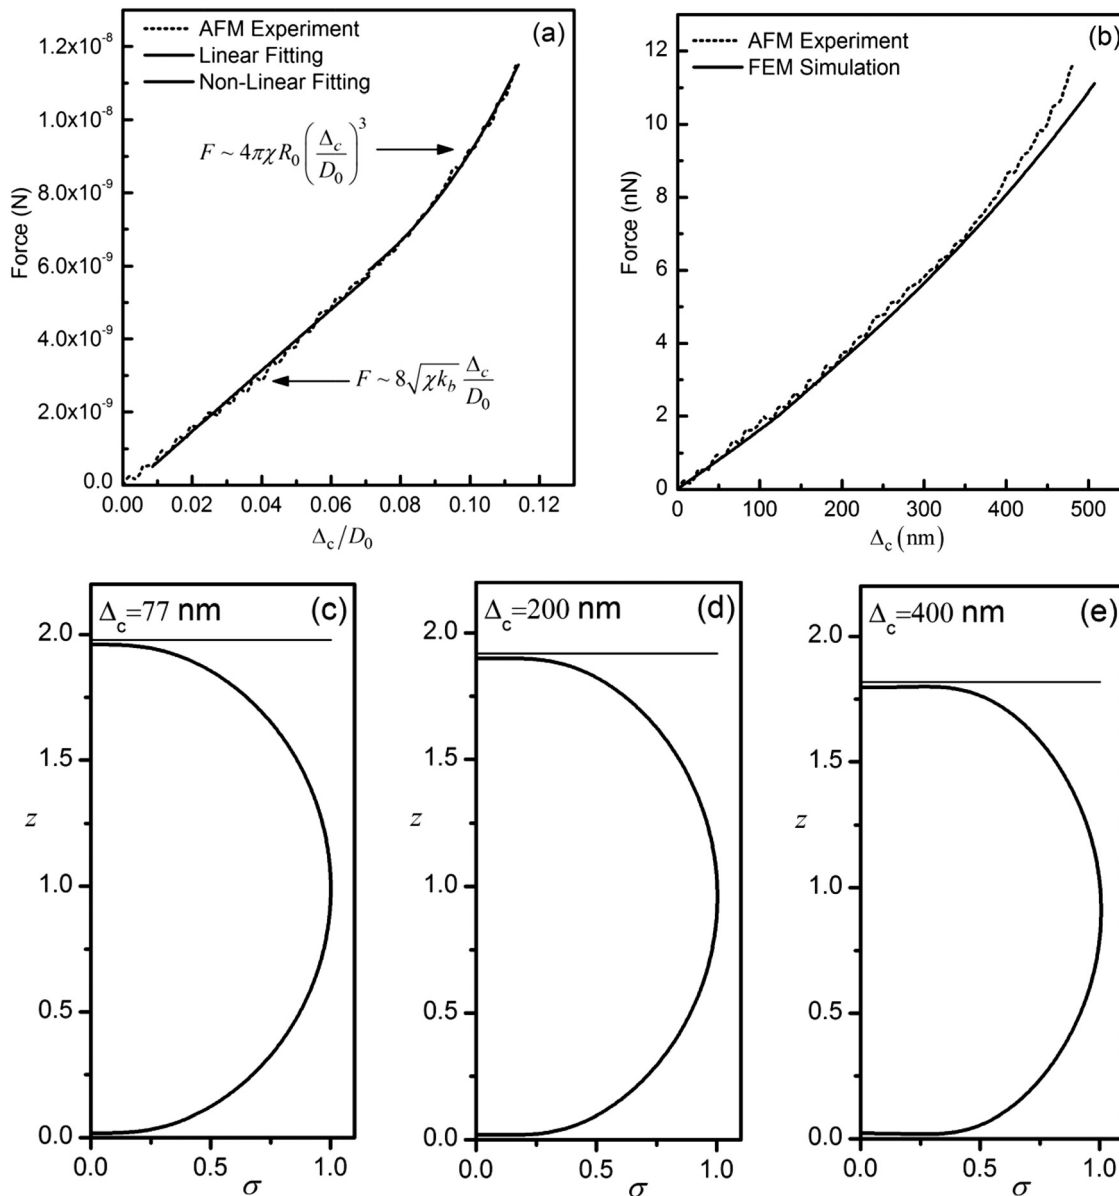 (a)
AFM Experiment
Linear Fitting
Non-Linear Fitting
F ~ 4πχR₀(Δc/D₀)³
F ~ 8√(χk_b) Δc/D₀
Force (N)
1.2x10⁻⁸
1.0x10⁻⁸
8.0x10⁻⁹
6.0x10⁻⁹
4.0x10⁻⁹
2.0x10⁻⁹
0.0
0.00 0.02 0.04 0.06 0.08 0.10 0.12
Δc/D₀
(b)
AFM Experiment
FEM Simulation
Force (nN)
12
10
8
6
4
2
0
0 100 200 300 400 500
Δc (nm)
Δc=77 nm (c)
z
2.0
1.5
1.0
0.5
0.0
0.0 0.5 1.0
σ
Δc=200 nm (d)
z
2.0
1.5
1.0
0.5
0.0
0.0 0.5 1.0
σ
Δc=400 nm (e)
z
2.0
1.5
1.0
0.5
0.0
0.0 0.5 1.0
σ